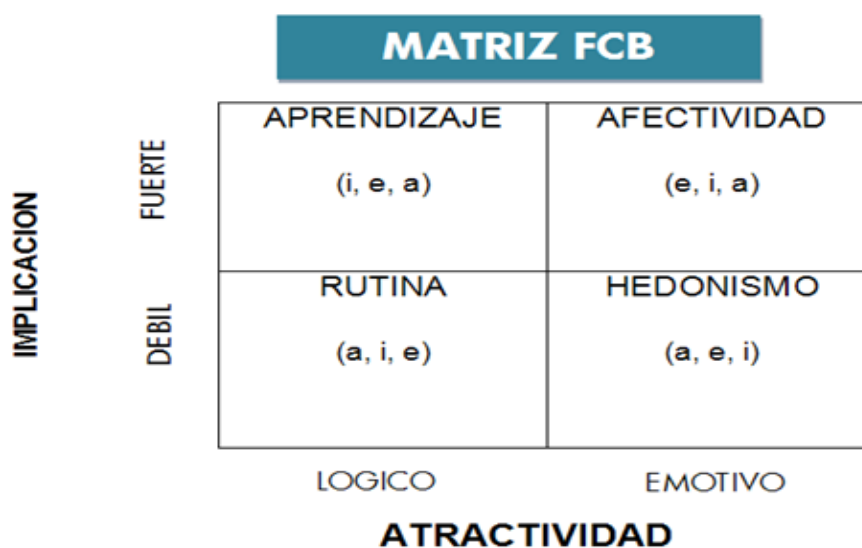 MATRIZ FCB
APRENDIZAJE
AFECTIVIDAD
(i, e, a)
(e, i, a)
FUERTE
IMPLICACION
RUTINA
HEDONISMO
(a, i, e)
(a, e, i)
DEBIL
LOGICO
EMOTIVO
ATRACTIVIDAD